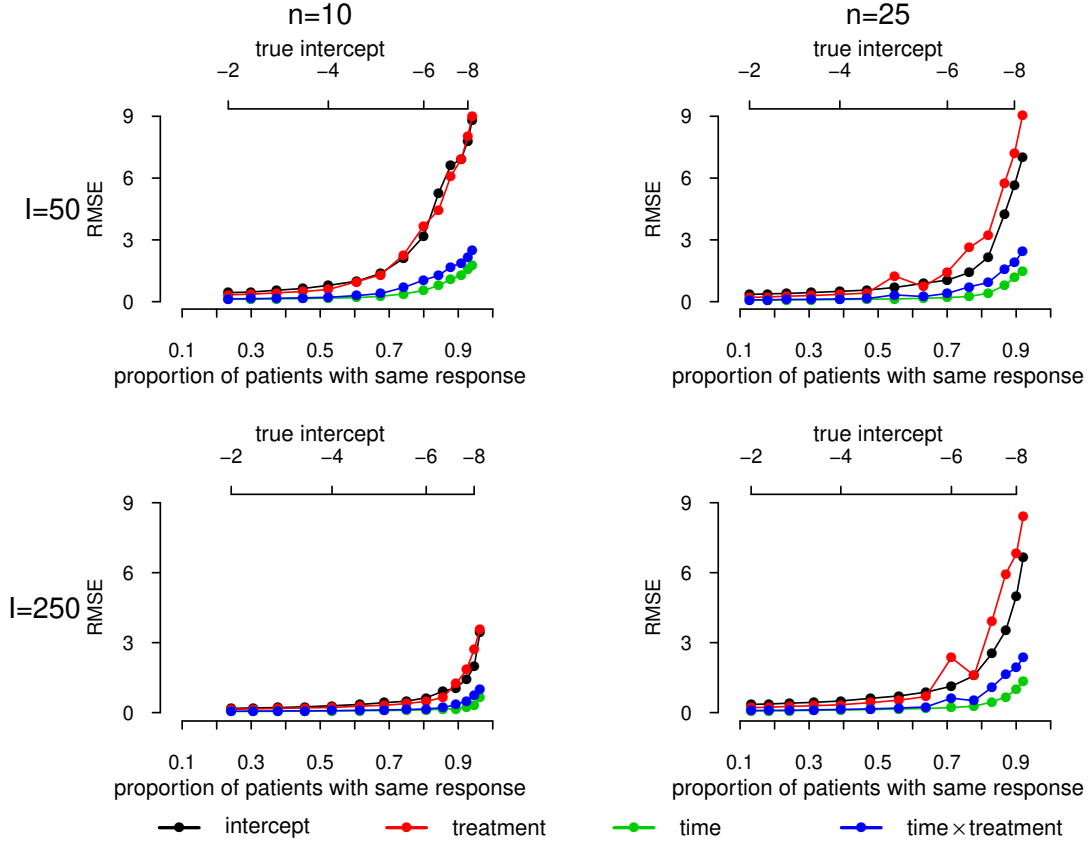 n=10
n=25
true intercept
true intercept
−2 −4 −6 −8
−2 −4 −6 −8
I=50
RMSE
9
6
3
0
RMSE
9
6
3
0
0.1 0.3 0.5 0.7 0.9
0.1 0.3 0.5 0.7 0.9
proportion of patients with same response
proportion of patients with same response
true intercept
true intercept
−2 −4 −6 −8
−2 −4 −6 −8
I=250
RMSE
9
6
3
0
RMSE
9
6
3
0
0.1 0.3 0.5 0.7 0.9
0.1 0.3 0.5 0.7 0.9
proportion of patients with same response
proportion of patients with same response
intercept treatment time time×treatment